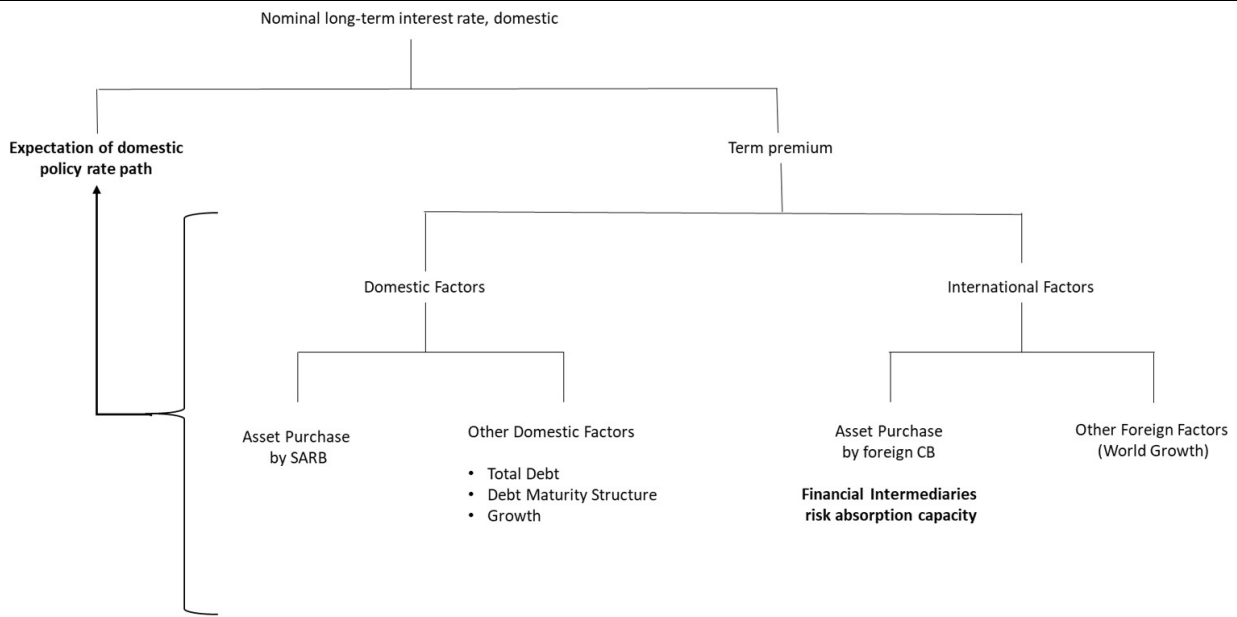 Nominal long-term interest rate, domestic
Expectation of domestic
policy rate path
Term premium
Domestic Factors
International Factors
Asset Purchase
by SARB
Other Domestic Factors
• Total Debt
• Debt Maturity Structure
• Growth
Asset Purchase
by foreign CB
Financial Intermediaries
risk absorption capacity
Other Foreign Factors
(World Growth)